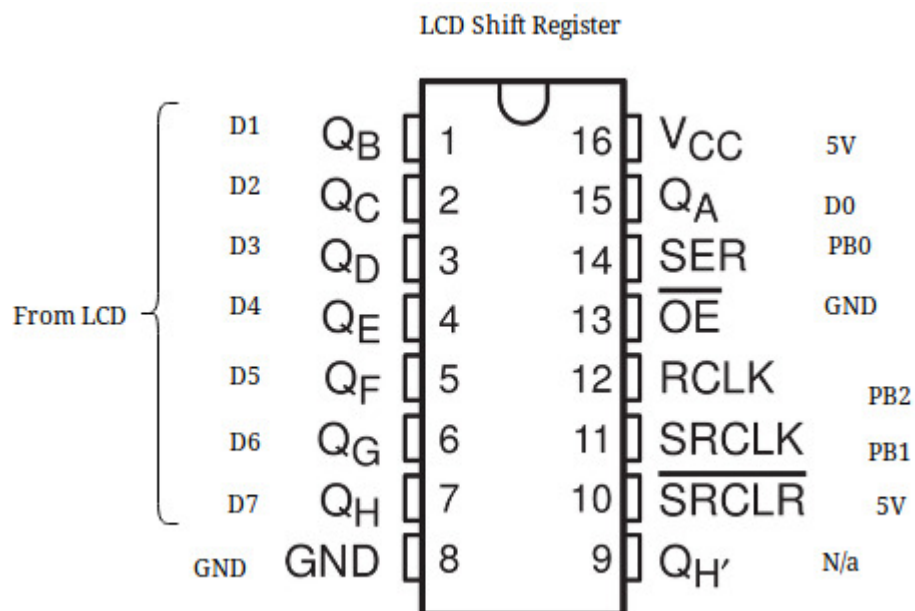 LCD Shift Register
D1 QB 1 16 VCC 5V
D2 QC 2 15 QA D0
D3 QD 3 14 SER PB0
From LCD D4 QE 4 13 OE GND
D5 QF 5 12 RCLK PB2
D6 QG 6 11 SRCLK PB1
D7 QH 7 10 SRCLR 5V
GND GND 8 9 QH' N/a